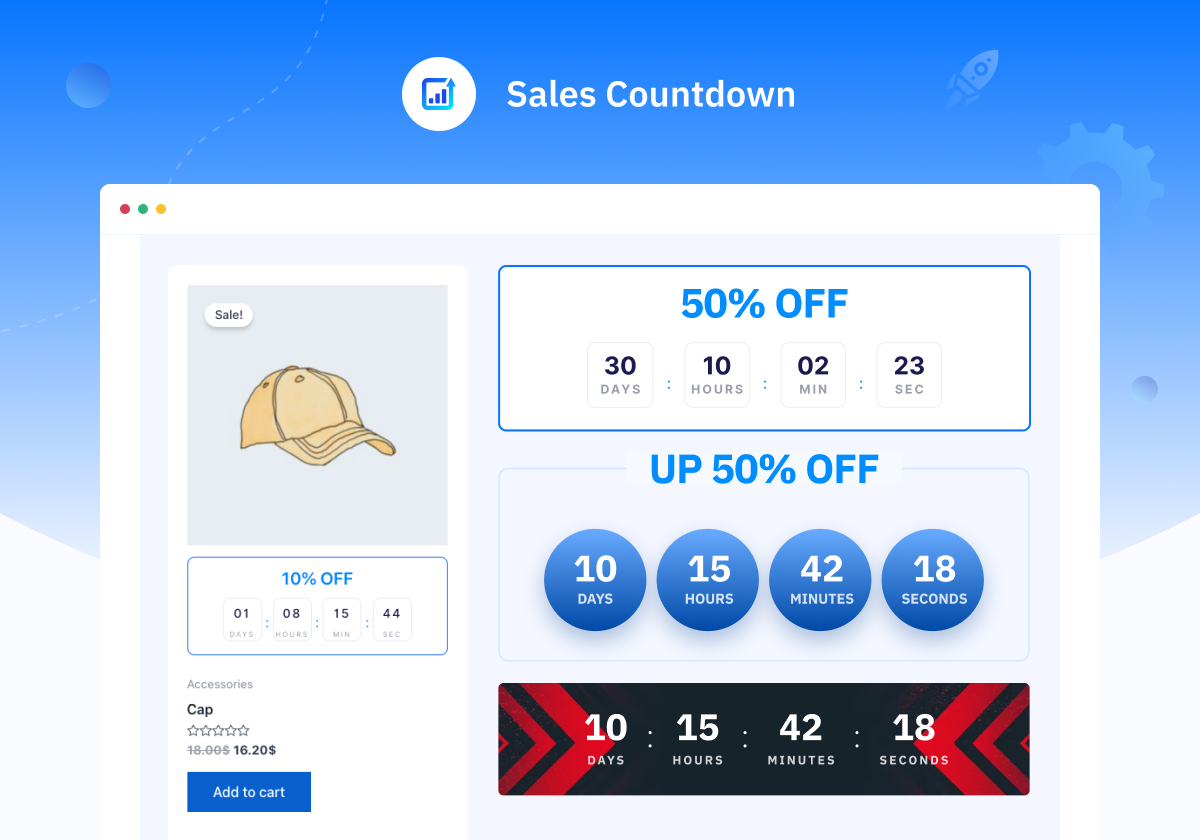 Sales Countdown
Sale!
10% OFF
01 : 08 : 15 : 44
DAYS HOURS MIN SEC
Accessories
Cap
18.00$ 16.20$
Add to cart
50% OFF
30 : 10 : 02 : 23
DAYS HOURS MIN SEC
UP 50% OFF
10 15 42 18
DAYS HOURS MINUTES SECONDS
10 : 15 : 42 : 18
DAYS HOURS MINUTES SECONDS